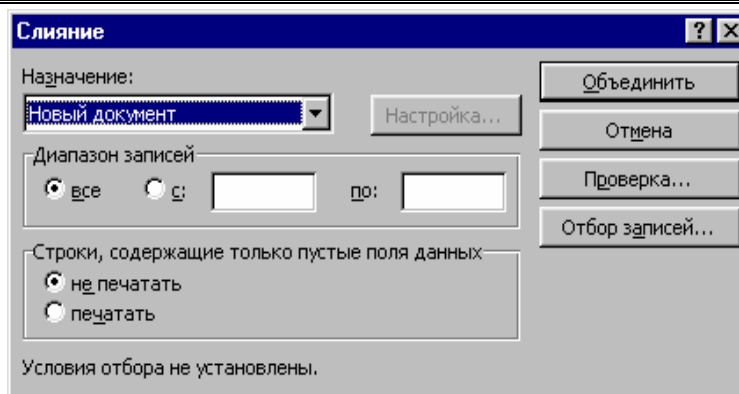 Слияние
Назначение:
Новый документ
Настройка...
Объединить
Отмена
Проверка...
Отбор записей...
Диапазон записей
все с: по:
Строки, содержащие только пустые поля данных
не печатать
печатать
Условия отбора не установлены.